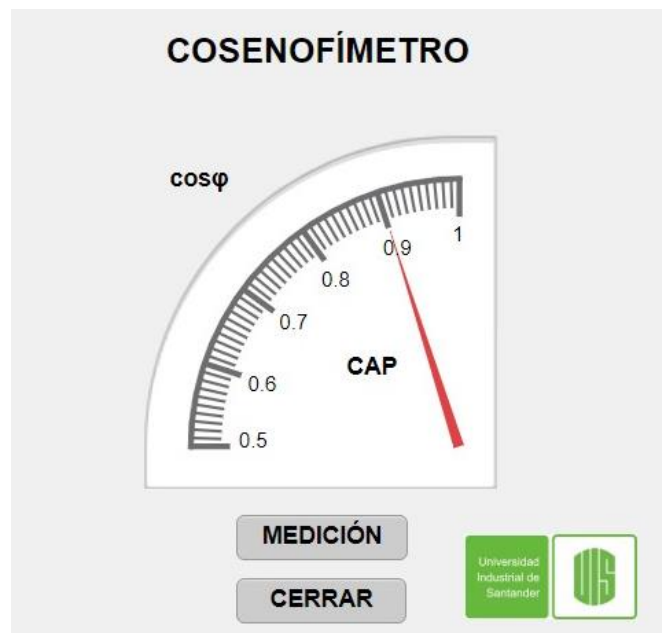 COSENOFÍMETRO
cosφ
1
0.9
0.8
0.7
CAP
0.6
0.5
MEDICIÓN
CERRAR
Universidad
Industrial de
Santander
UIS